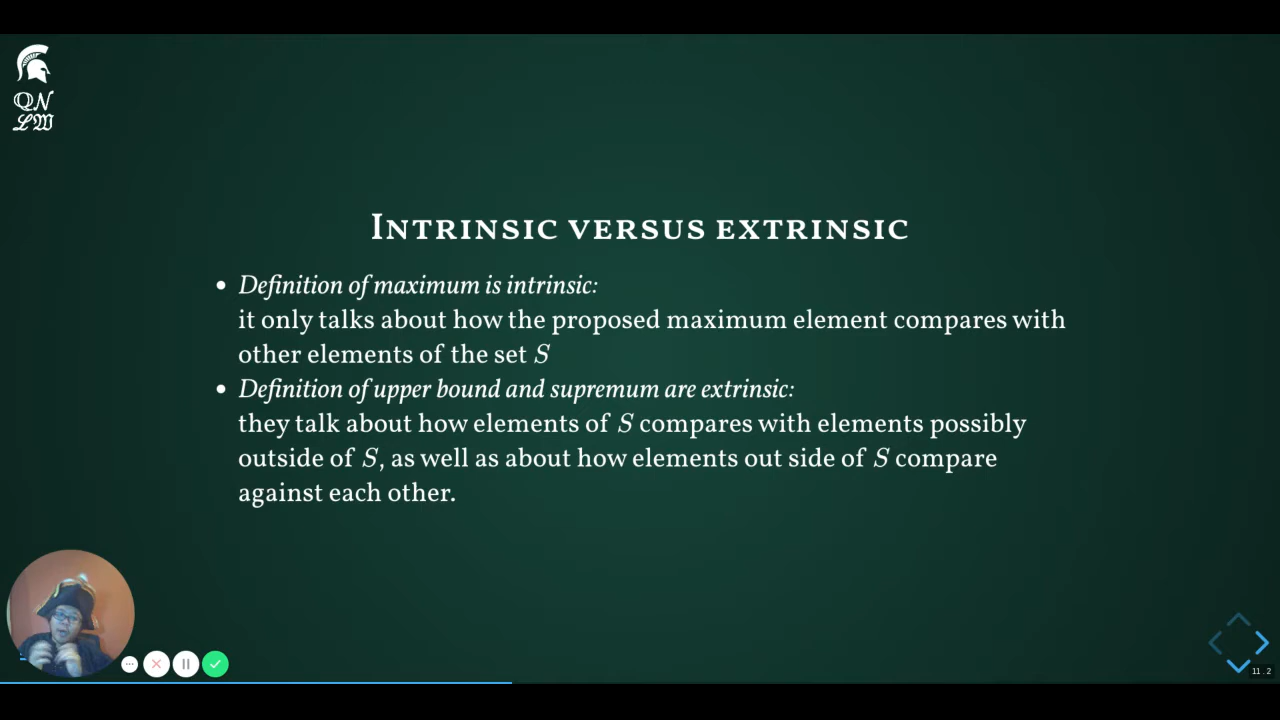 QN
LW
Intrinsic versus extrinsic
• Definition of maximum is intrinsic:
it only talks about how the proposed maximum element compares with
other elements of the set S
• Definition of upper bound and supremum are extrinsic:
they talk about how elements of S compares with elements possibly
outside of S, as well as about how elements out side of S compare
against each other.
11.2